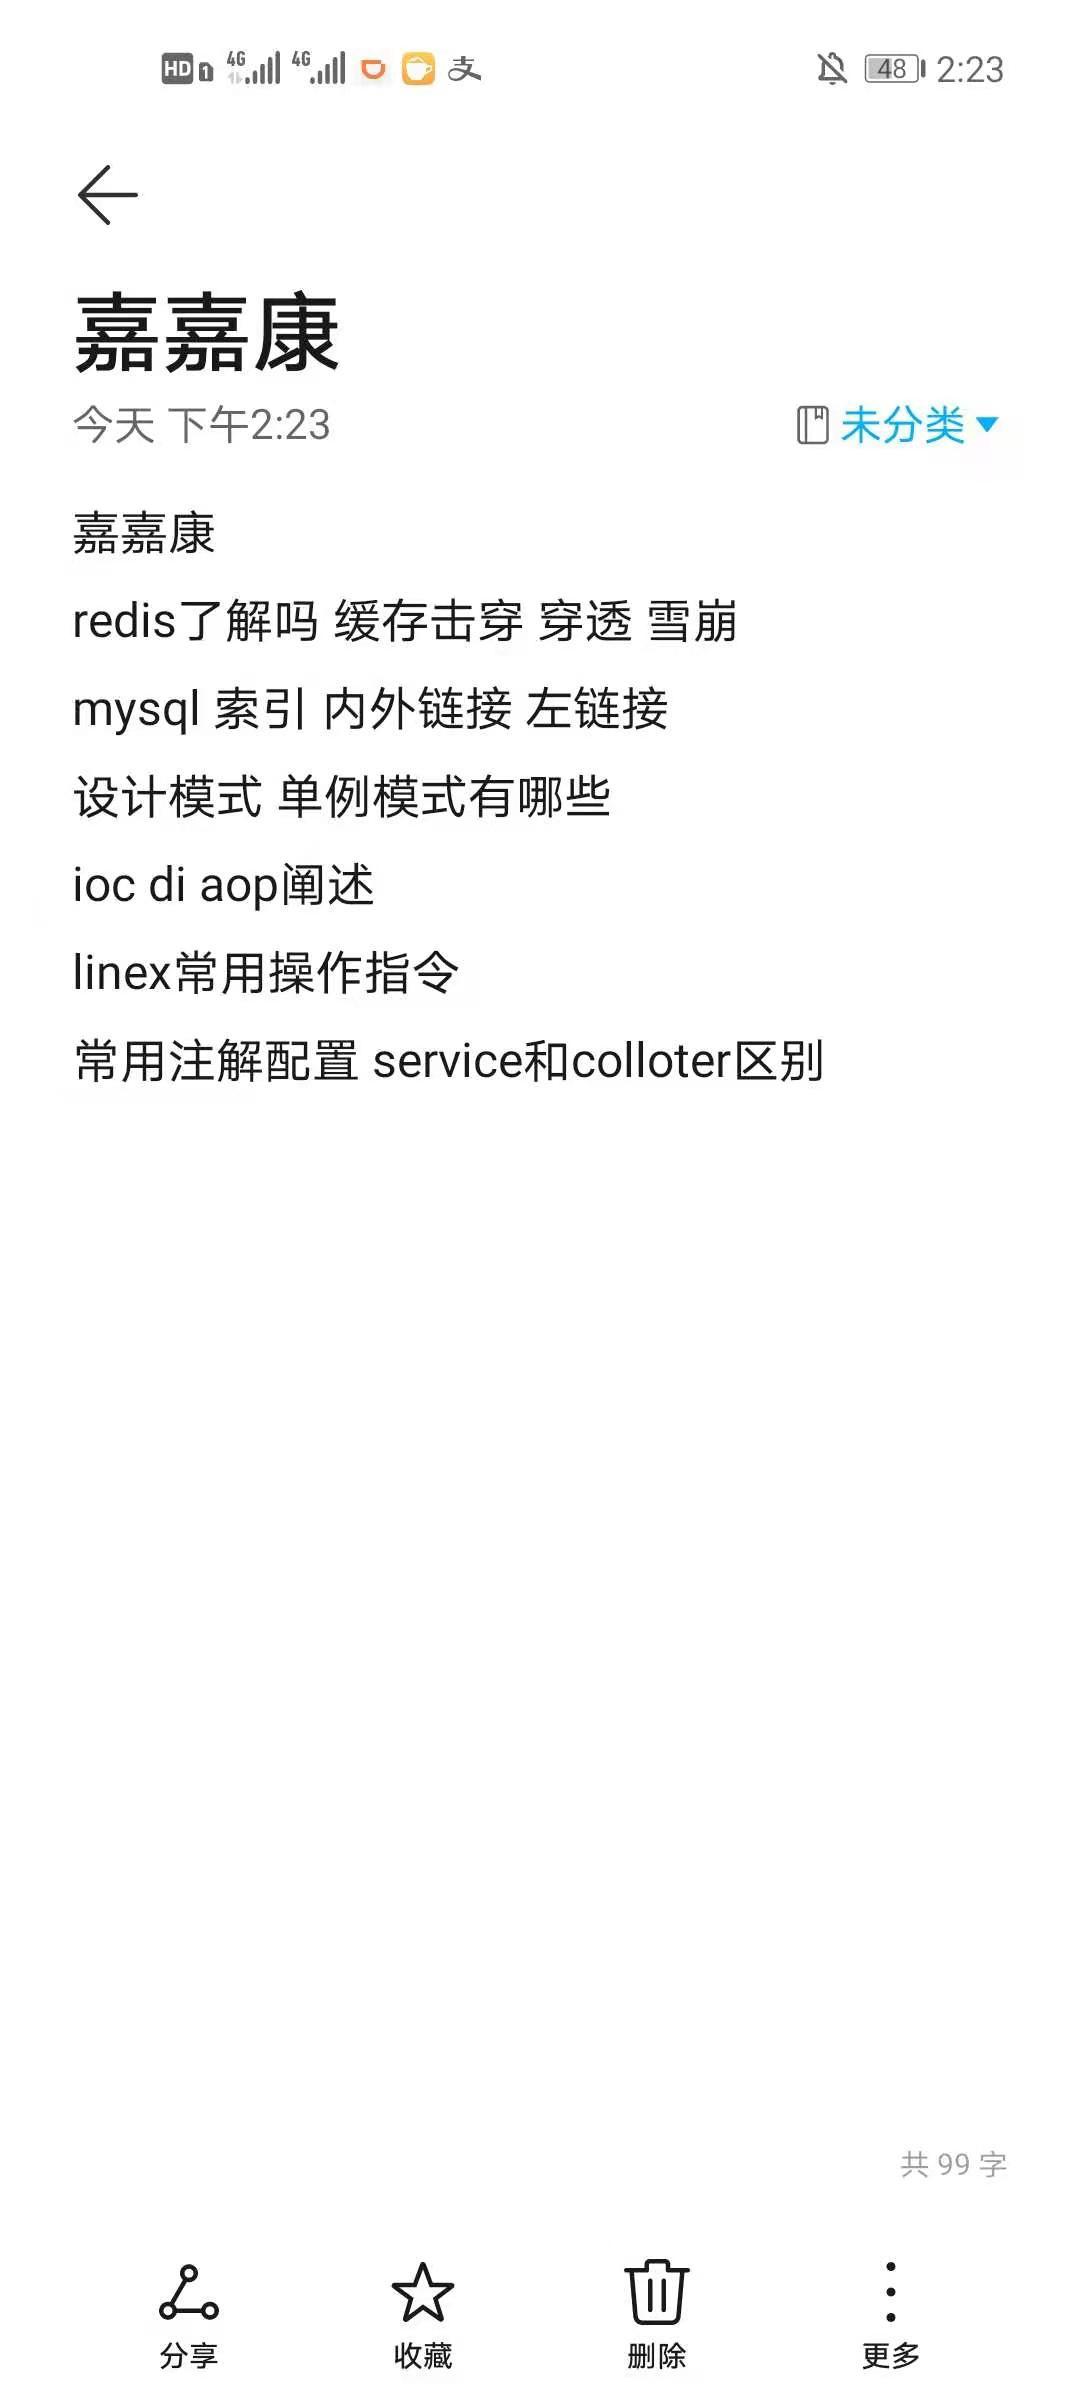 HD 1 4G 4G 支 48 2:23
嘉嘉康
今天 下午2:23 未分类
嘉嘉康
redis了解吗 缓存击穿 穿透 雪崩
mysql 索引 内外链接 左链接
设计模式 单例模式有哪些
ioc di aop阐述
linex常用操作指令
常用注解配置 service和colloter区别
共 99 字
分享 收藏 删除 更多